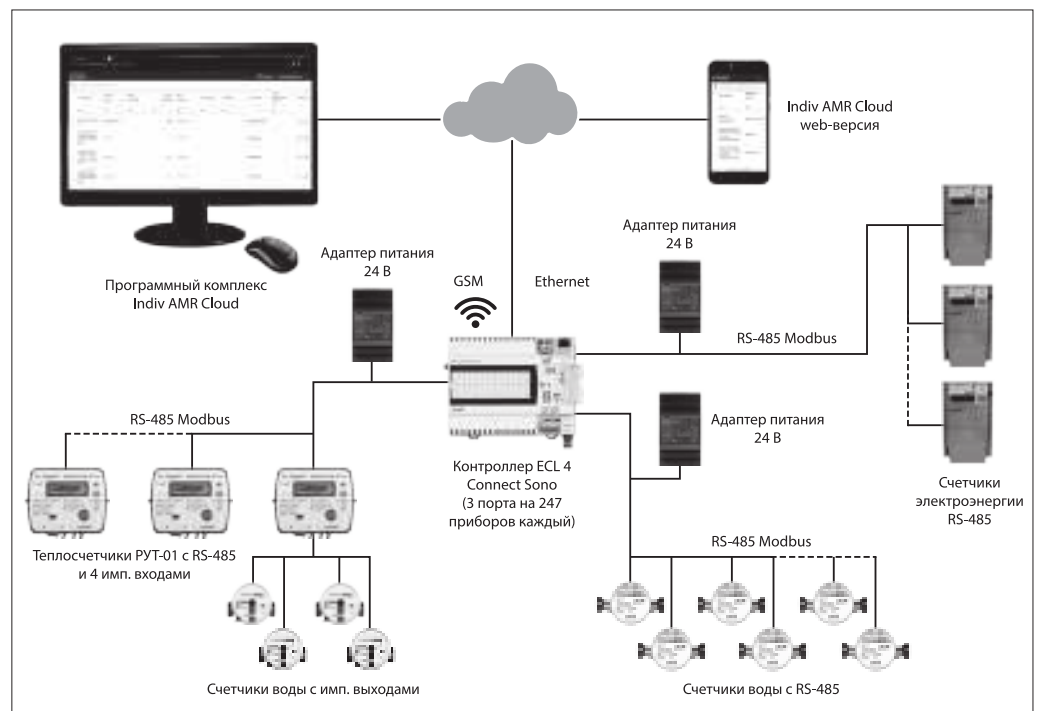 Indiv AMR Cloud
web-версия
Адаптер питания
24 В
Адаптер питания
24 В
Программный комплекс
Indiv AMR Cloud
GSM
Ethernet
RS-485 Modbus
RS-485 Modbus
Адаптер питания
24 В
Контроллер ECL 4
Connect Sono
(3 порта на 247
приборов каждый)
Счетчики
электроэнергии
RS-485
Теплосчетчики РУТ-01 с RS-485
и 4 имп. входами
RS-485 Modbus
Счетчики воды с имп. выходами
Счетчики воды с RS-485